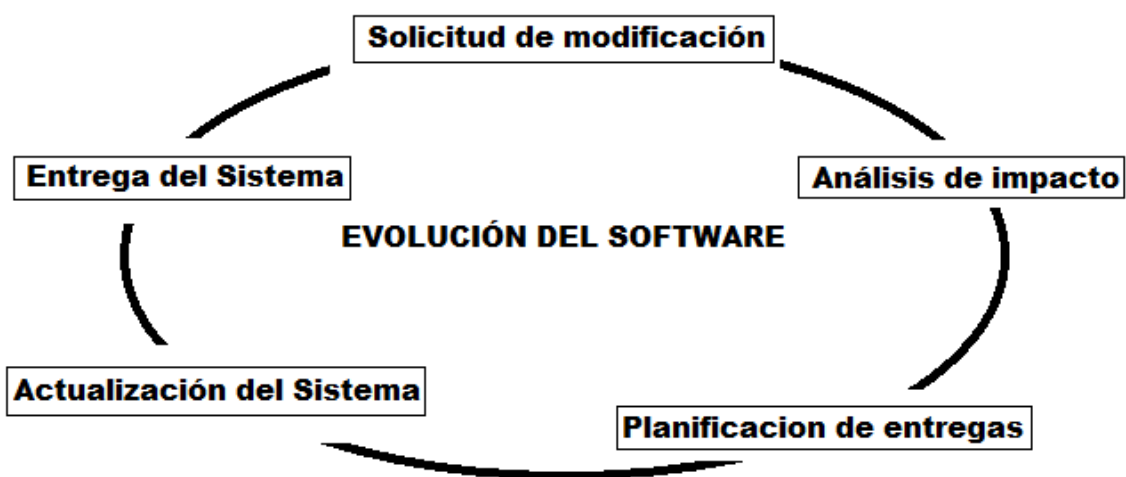 Solicitud de modificación
Entrega del Sistema
Análisis de impacto
EVOLUCIÓN DEL SOFTWARE
Actualización del Sistema
Planificacion de entregas